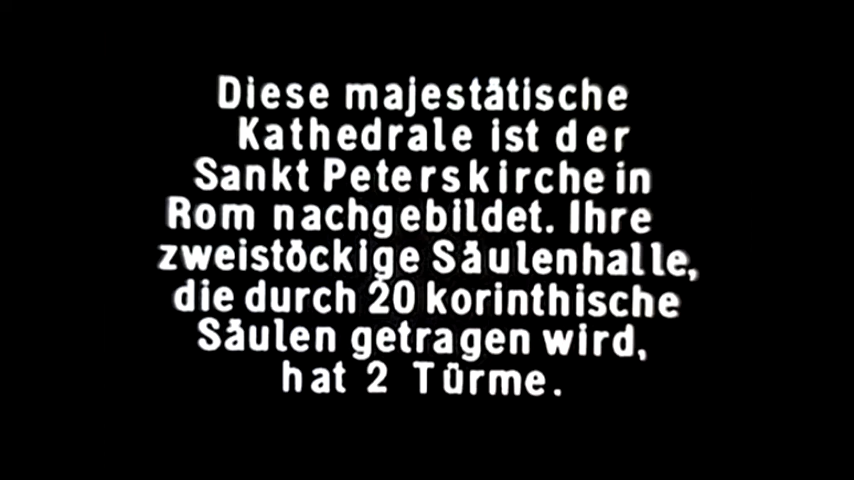 Diese majestätische
Kathedrale ist der
Sankt Peterskirche in
Rom nachgebildet. Ihre
zweistöckige Säulenhalle,
die durch 20 korinthische
Säulen getragen wird,
hat 2 Türme.